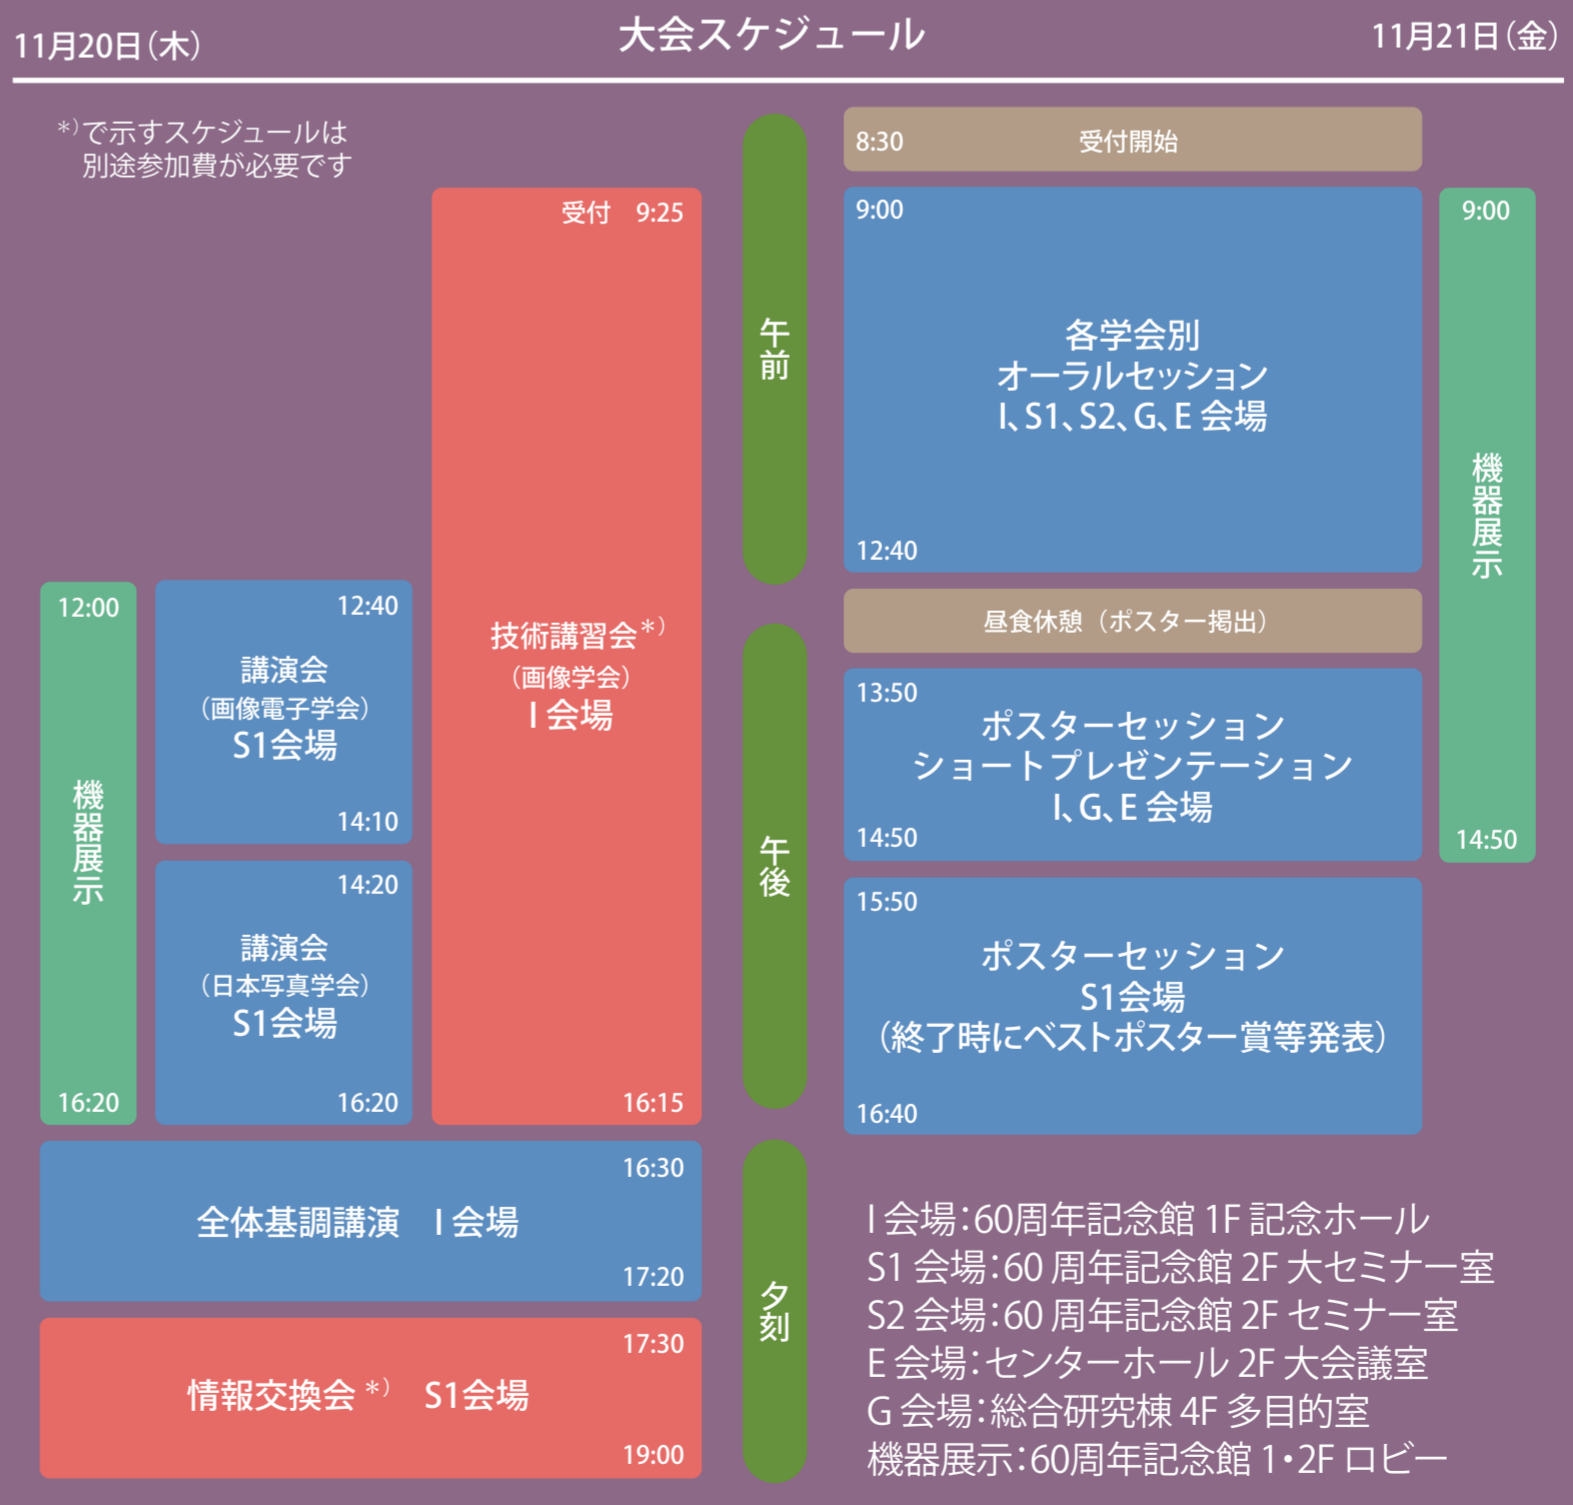 11月20日（木）
大会スケジュール
11月21日（金）
*）で示すスケジュールは
別途参加費が必要です
受付　9:25
技術講習会*）
（画像学会）
I 会場
16:15
12:00
機器展示
16:20
12:40
講演会
（画像電子学会）
S1会場
14:10
14:20
講演会
（日本写真学会）
S1会場
16:20
16:30
全体基調講演　I 会場
17:20
17:30
情報交換会 *）　S1会場
19:00
午前
午後
夕刻
8:30　受付開始
9:00
各学会別
オーラルセッション
I、S1、S2、G、E 会場
12:40
昼食休憩（ポスター掲出）
13:50
ポスターセッション
ショートプレゼンテーション
I、G、E 会場
14:50
15:50
ポスターセッション
S1会場
（終了時にベストポスター賞等発表）
16:40
9:00
機器展示
14:50
I 会場：60周年記念館 1F 記念ホール
S1 会場：60 周年記念館 2F 大セミナー室
S2 会場：60 周年記念館 2F セミナー室
E 会場：センターホール 2F 大会議室
G 会場：総合研究棟 4F 多目的室
機器展示：60周年記念館 1・2F ロビー